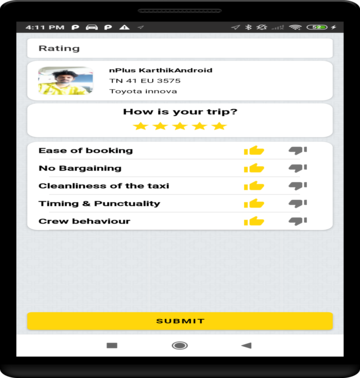 4:11 PM
Rating
nPlus KarthikAndroid
TN 41 EU 3575
Toyota innova
How is your trip?
Ease of booking
No Bargaining
Cleanliness of the taxi
Timing & Punctuality
Crew behaviour
SUBMIT